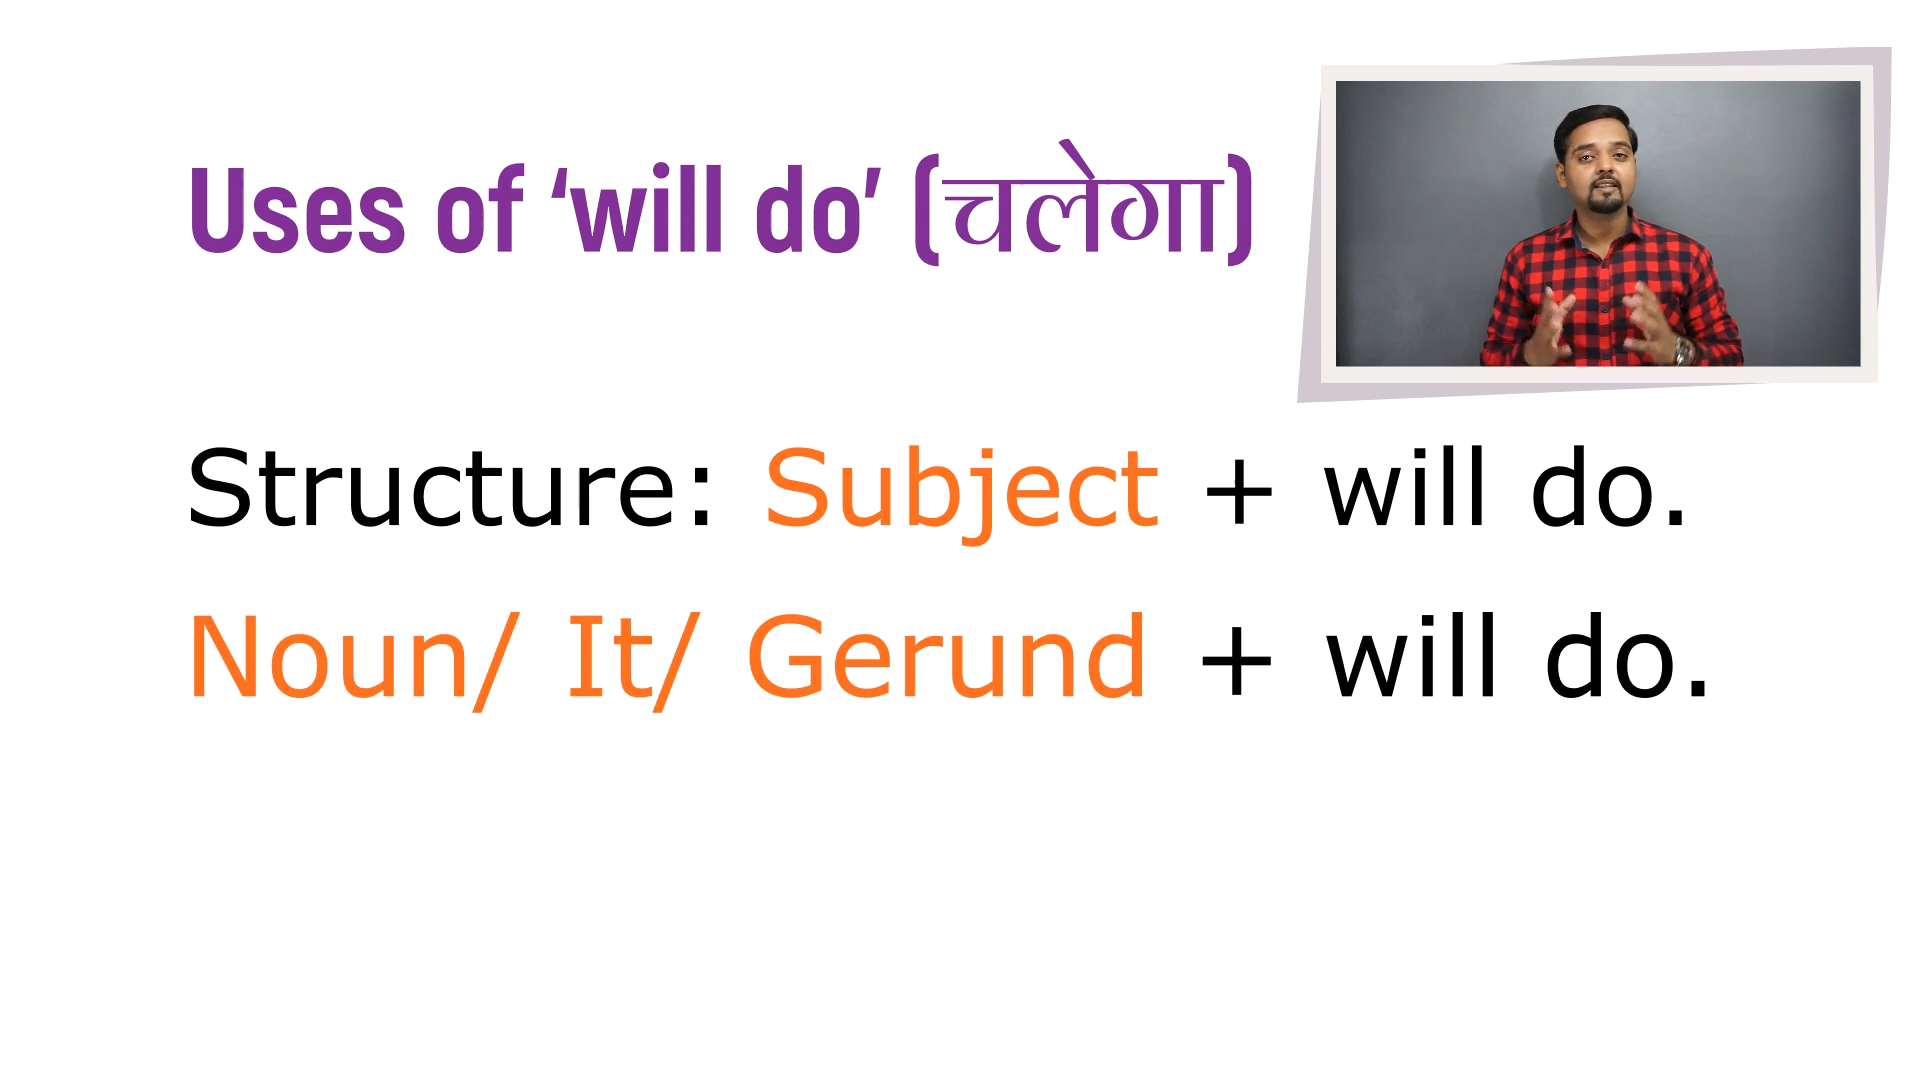 Uses of ‘will do’ (चलेगा)
Structure: Subject + will do.
Noun/ It/ Gerund + will do.